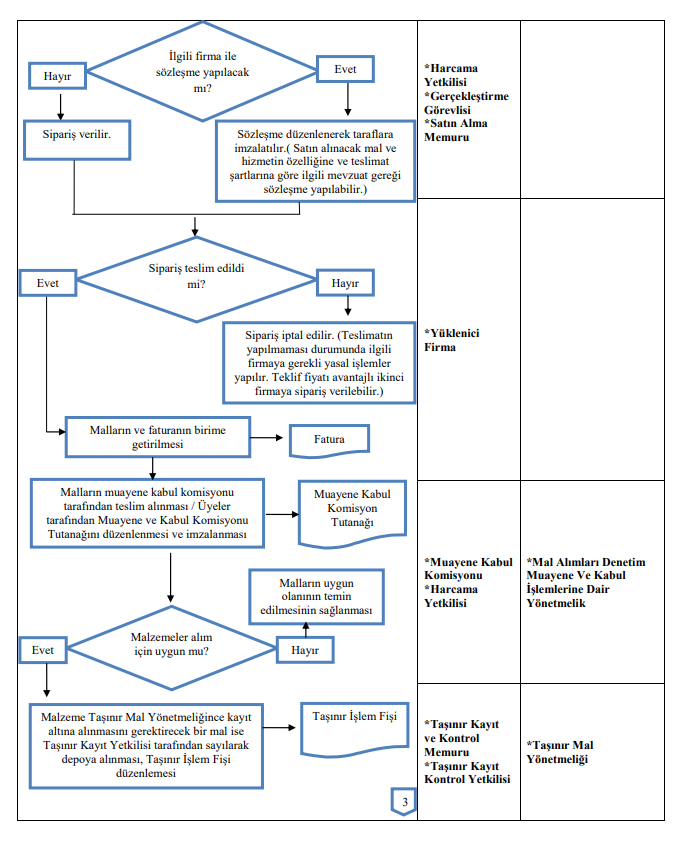 İlgili firma ile
sözleşme yapılacak
mı?
Hayır
Evet
Sipariş verilir.
Sözleşme düzenlenerek taraflara
imzalatılır.( Satın alınacak mal ve
hizmetin özelliğine ve teslimat
şartlarına göre ilgili mevzuat gereği
sözleşme yapılabilir.)
*Harcama
Yetkilisi
*Gerçekleştirme
Görevlisi
*Satın Alma
Memuru
Sipariş teslim edildi
mi?
Evet
Hayır
Sipariş iptal edilir. (Teslimatın
yapılmaması durumunda ilgili
firmaya gerekli yasal işlemler
yapılır. Teklif fiyatı avantajlı ikinci
firmaya sipariş verilebilir.)
*Yüklenici
Firma
Malların ve faturanın birime
getirilmesi
Fatura
Malların muayene kabul komisyonu
tarafından teslim alınması / Üyeler
tarafından Muayene ve Kabul Komisyonu
Tutanağını düzenlenmesi ve imzalanması
Muayene Kabul
Komisyon
Tutanağı
Malların uygun
olanının temin
edilmesinin sağlanması
Malzemeler alım
için uygun mu?
Evet
Hayır
*Muayene Kabul
Komisyonu
*Harcama
Yetkilisi
*Mal Alımları Denetim
Muayene Ve Kabul
İşlemlerine Dair
Yönetmelik
Malzeme Taşınır Mal Yönetmeliğince kayıt
altına alınmasını gerektirecek bir mal ise
Taşınır Kayıt Yetkilisi tarafından sayılarak
depoya alınması, Taşınır İşlem Fişi
düzenlemesi
Taşınır İşlem Fişi
3
*Taşınır Kayıt
ve Kontrol
Memuru
*Taşınır Kayıt
Kontrol Yetkilisi
*Taşınır Mal
Yönetmeliği